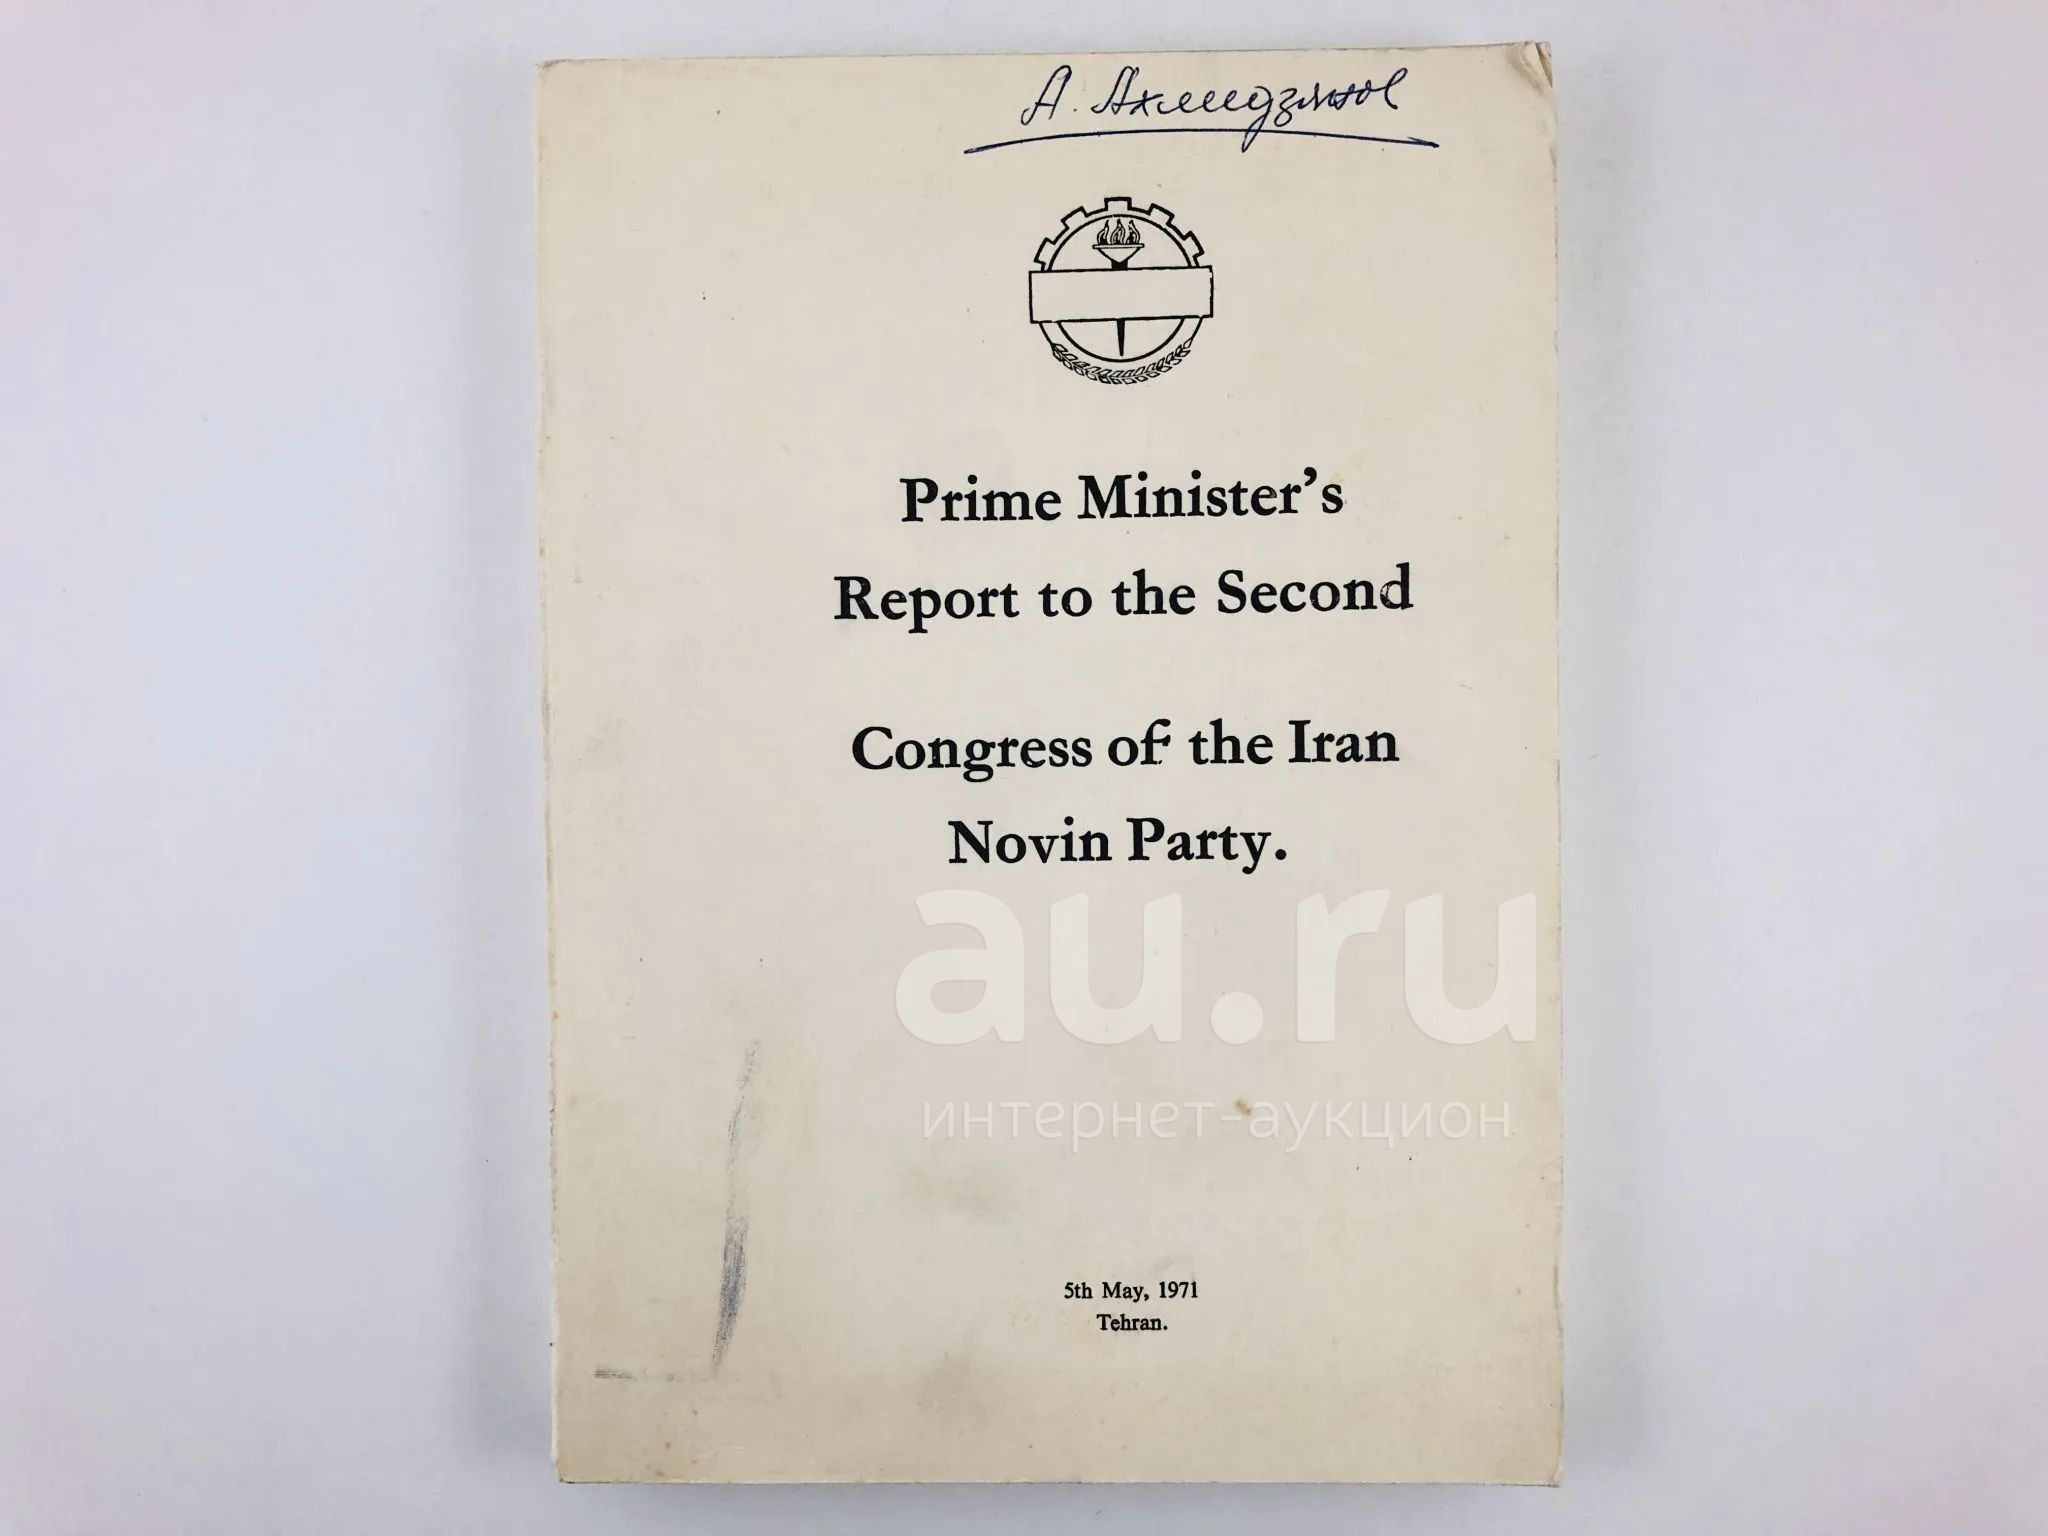 А. Ахмедзянов
Prime Minister’s
Report to the Second
Congress of the Iran
Novin Party.
au.ru
интернет-аукцион
5th May, 1971
Tehran.